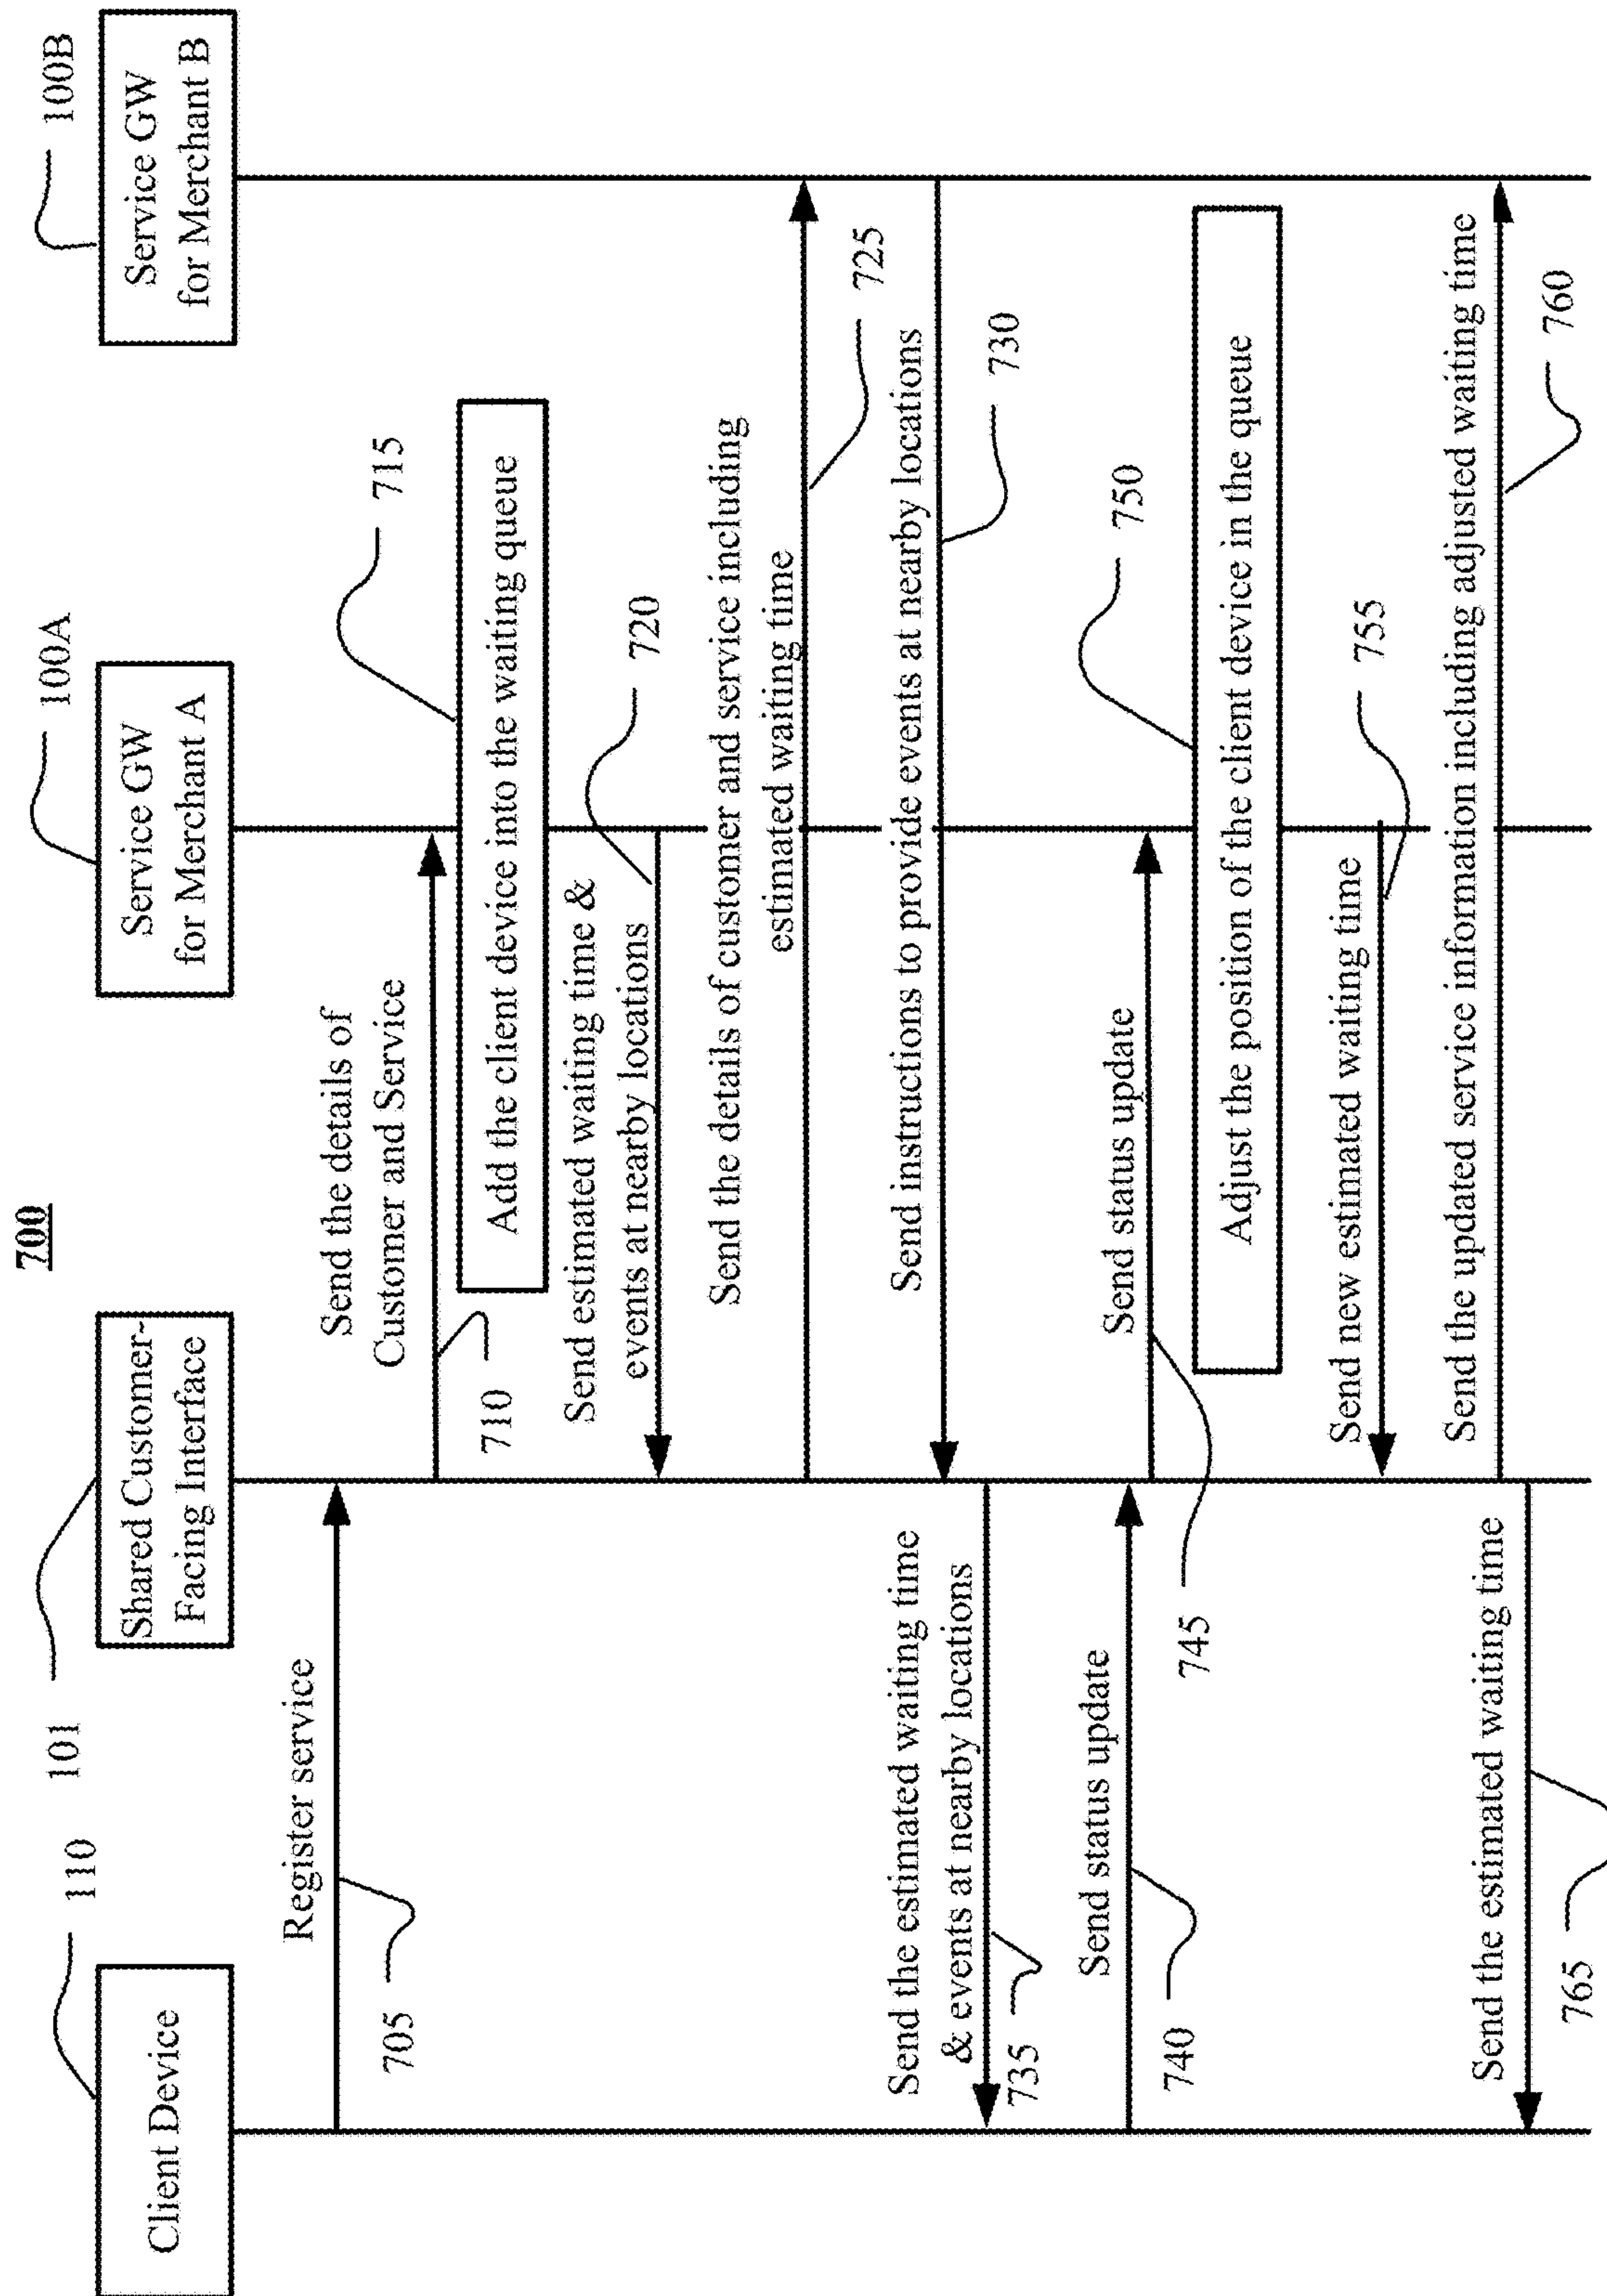 700
110
101
100A
100B
Client Device
Shared Customer-
Facing Interface
Service GW
for Merchant A
Service GW
for Merchant B
Register service
705
Send the details of
Customer and Service
710
715
Add the client device into the waiting queue
Send estimated waiting time &
events at nearby locations
720
Send the details of customer and service including
estimated waiting time
725
Send instructions to provide events at nearby locations
730
Send the estimated waiting time
& events at nearby locations
735
Send status update
740
Send status update
745
750
Adjust the position of the client device in the queue
Send new estimated waiting time
755
Send the updated service information including adjusted waiting time
760
Send the estimated waiting time
765